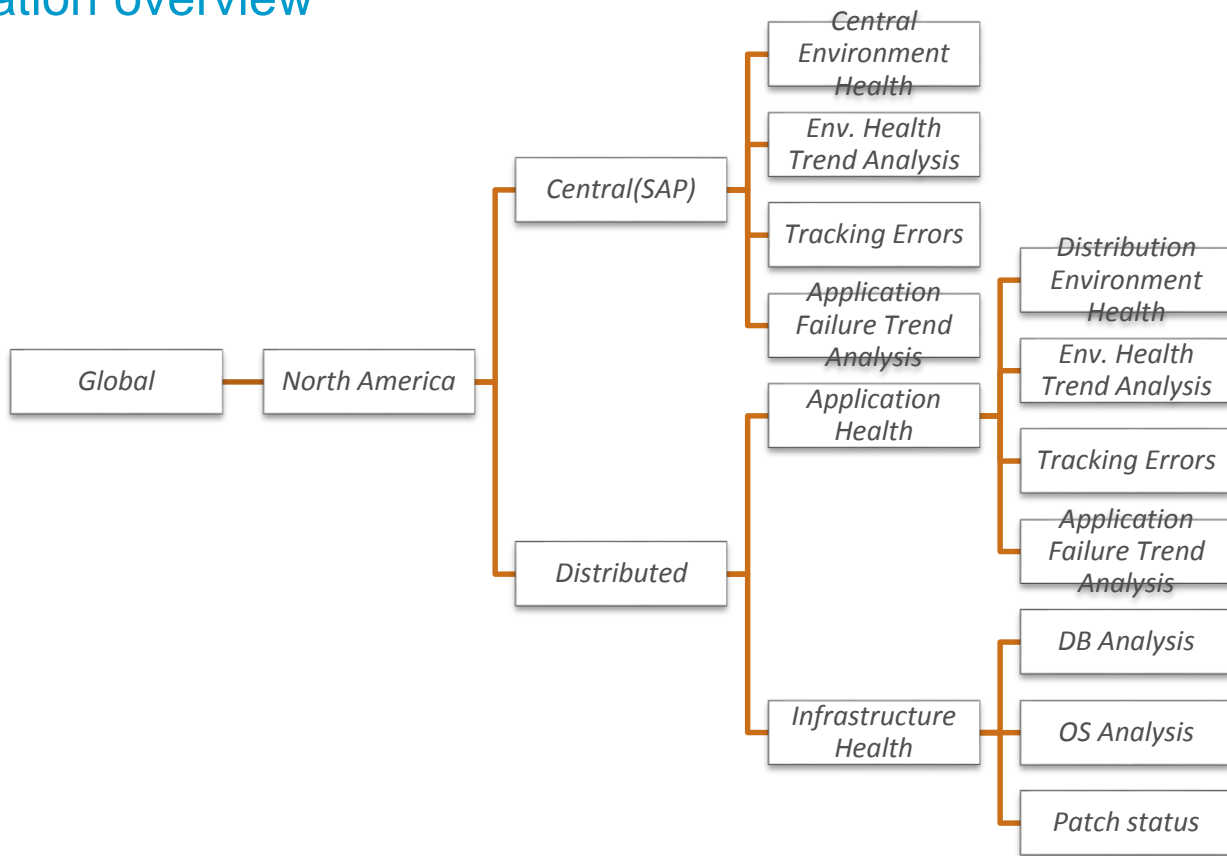 ation overview
Central
Environment
Health
Env. Health
Trend Analysis
Central(SAP)
Tracking Errors
Application
Failure Trend
Analysis
Global
North America
Application
Health
Distribution
Environment
Health
Env. Health
Trend Analysis
Tracking Errors
Application
Failure Trend
Analysis
Distributed
Infrastructure
Health
DB Analysis
OS Analysis
Patch status